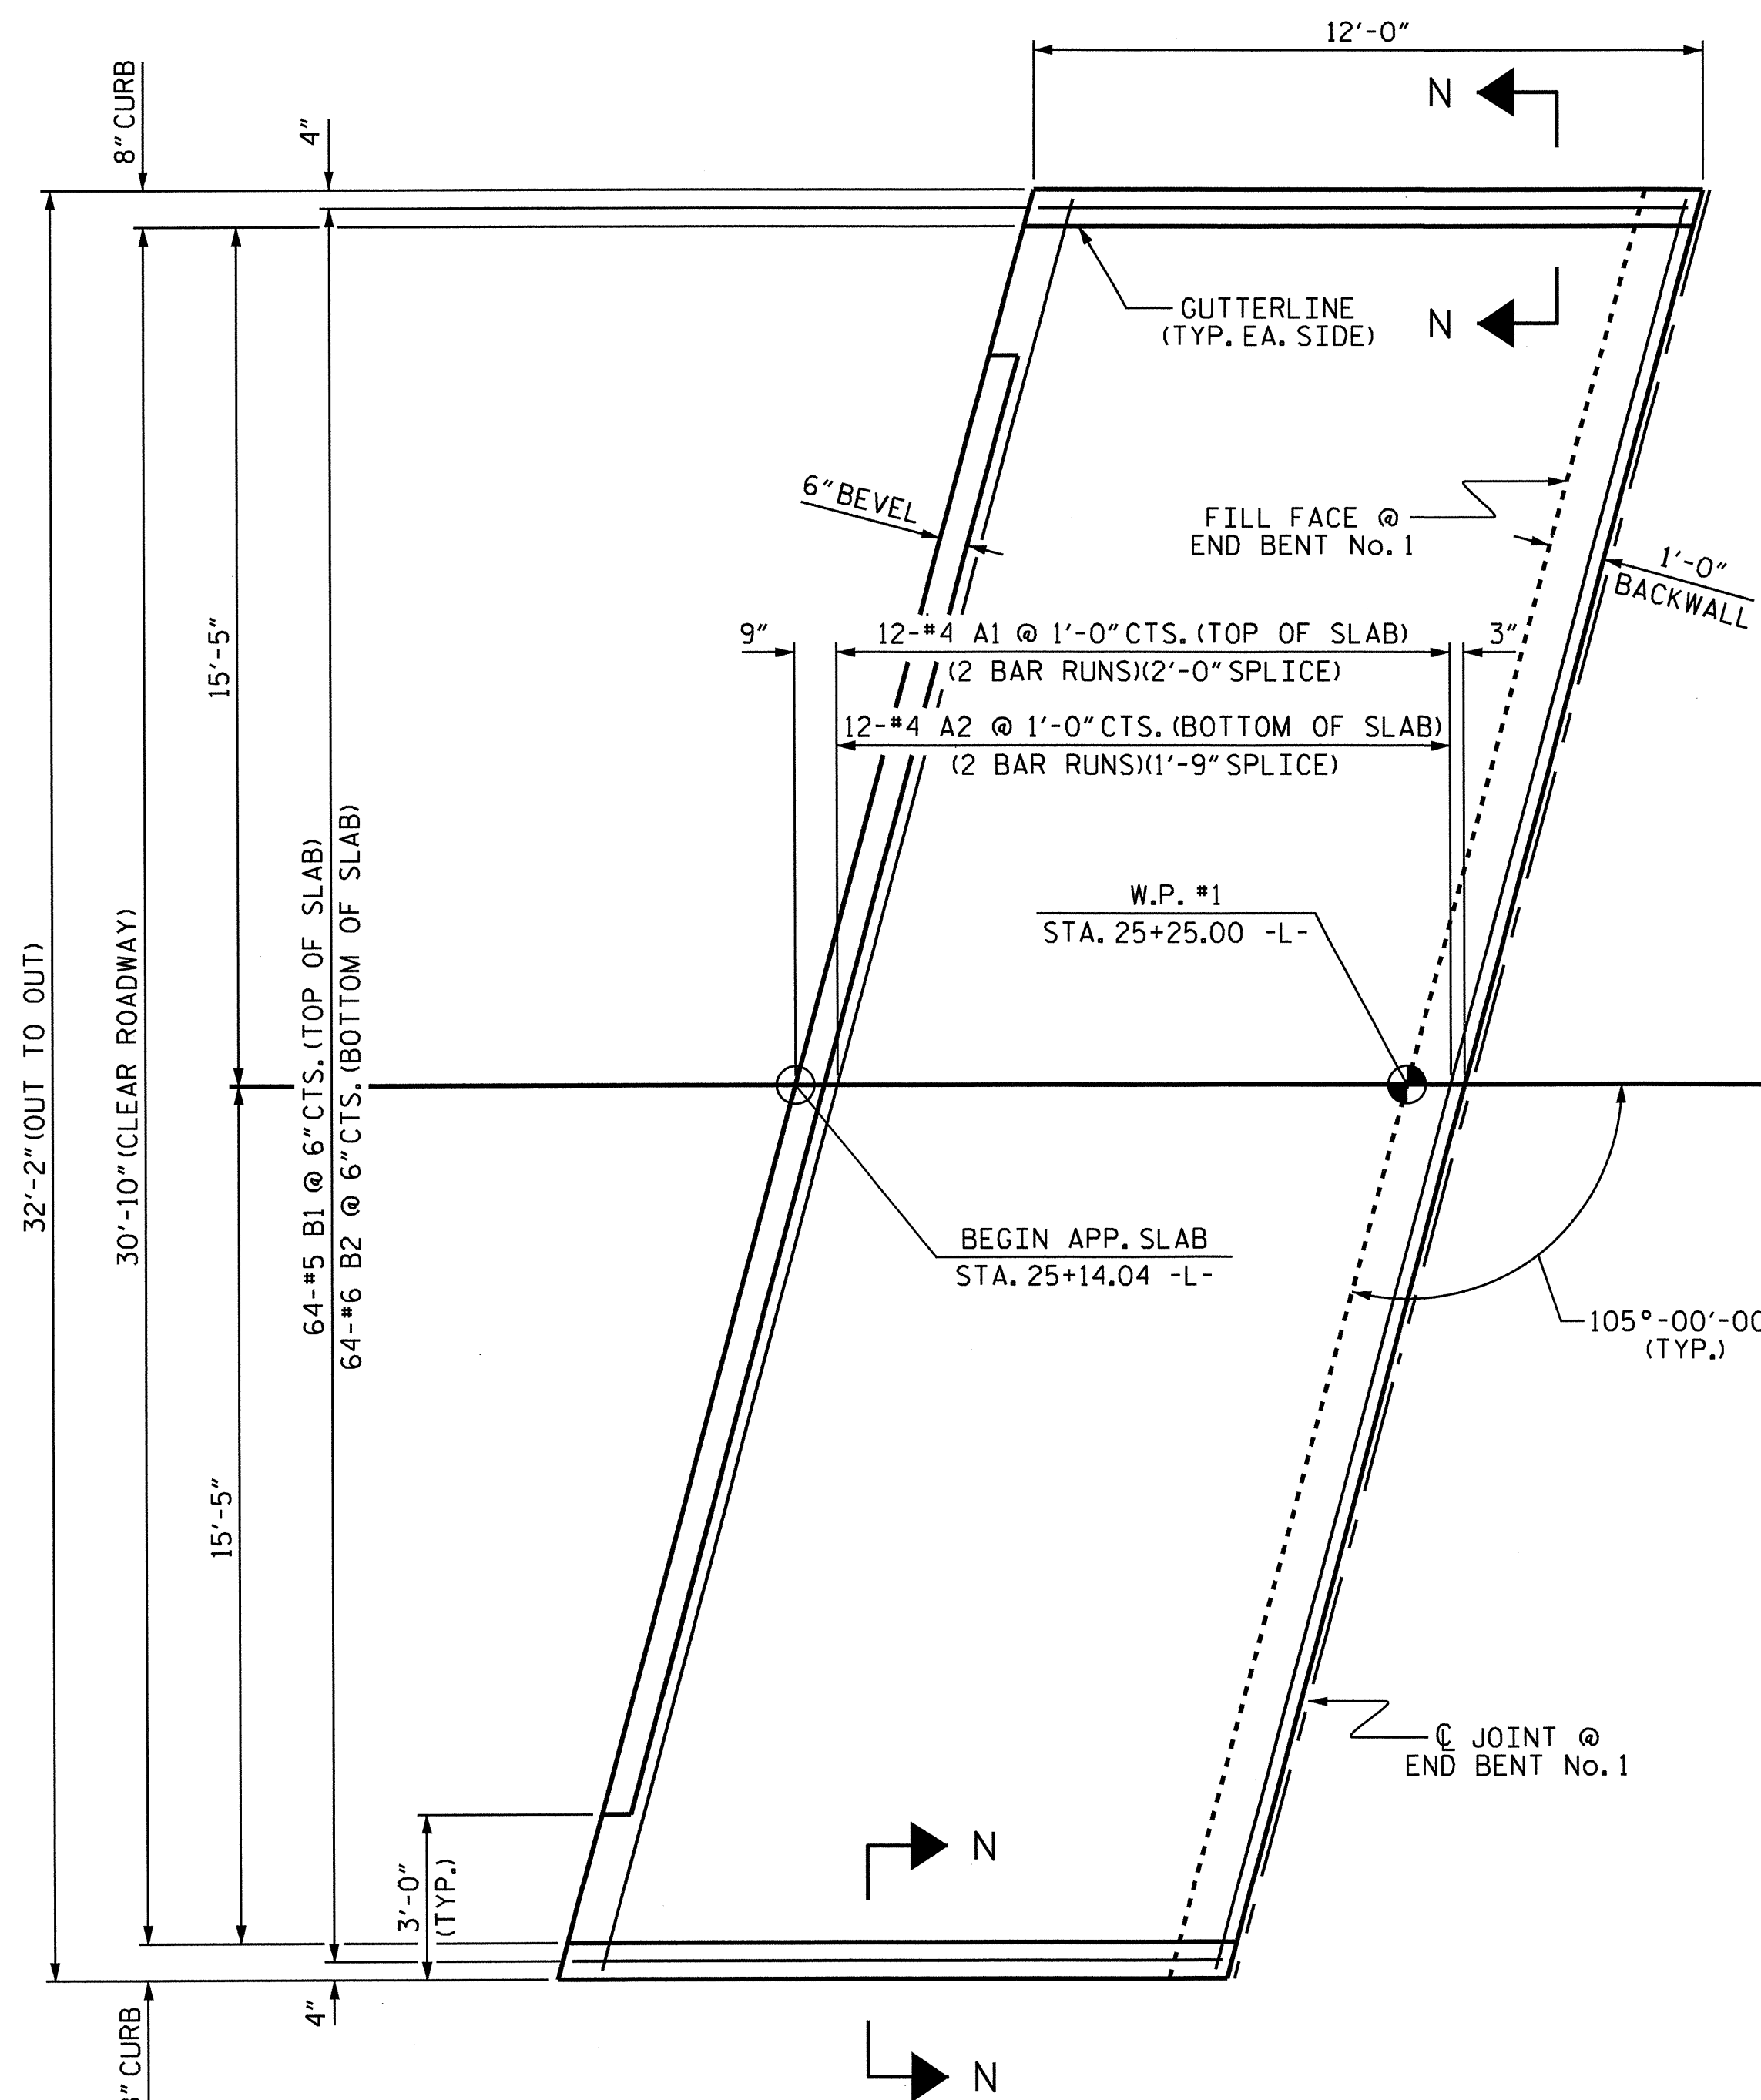 12'-0"
8" CURB
4"
N
GUTTERLINE
(TYP. EA. SIDE)
N
6" BEVEL
FILL FACE @
END BENT No. 1
1'-0"
BACKWALL
15'-5"
9"
12-#4 A1 @ 1'-0" CTS. (TOP OF SLAB)
3"
(2 BAR RUNS)(2'-0" SPLICE)
12-#4 A2 @ 1'-0" CTS. (BOTTOM OF SLAB)
(2 BAR RUNS)(1'-9" SPLICE)
W.P. #1
STA. 25+25.00 -L-
32'-2" (OUT TO OUT)
30'-10" (CLEAR ROADWAY)
64-#5 B1 @ 6" CTS. (TOP OF SLAB)
64-#6 B2 @ 6" CTS. (BOTTOM OF SLAB)
BEGIN APP. SLAB
STA. 25+14.04 -L-
105°-00'-00
(TYP.)
15'-5"
℄ JOINT @
END BENT No. 1
3'-0"
(TYP.)
N
4"
" CURB
N